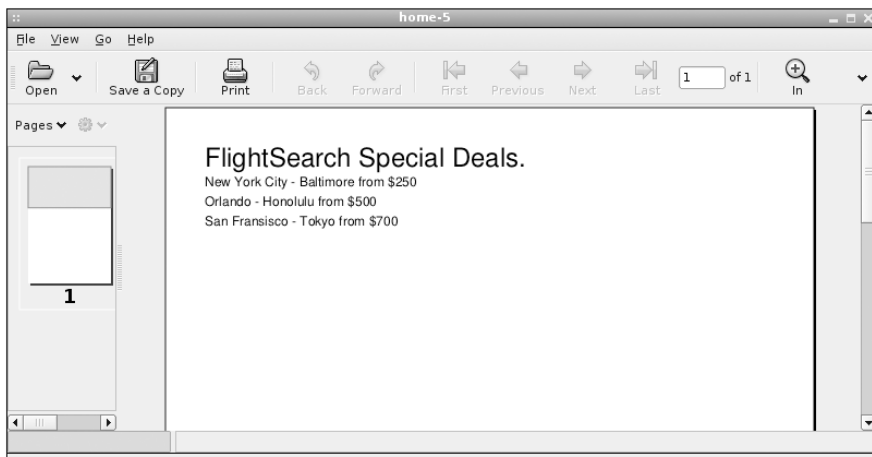 home-5
File View Go Help
Open Save a Copy Print Back Forward First Previous Next Last 1 of 1 In
Pages
FlightSearch Special Deals.
New York City - Baltimore from $250
Orlando - Honolulu from $500
San Fransisco - Tokyo from $700
1